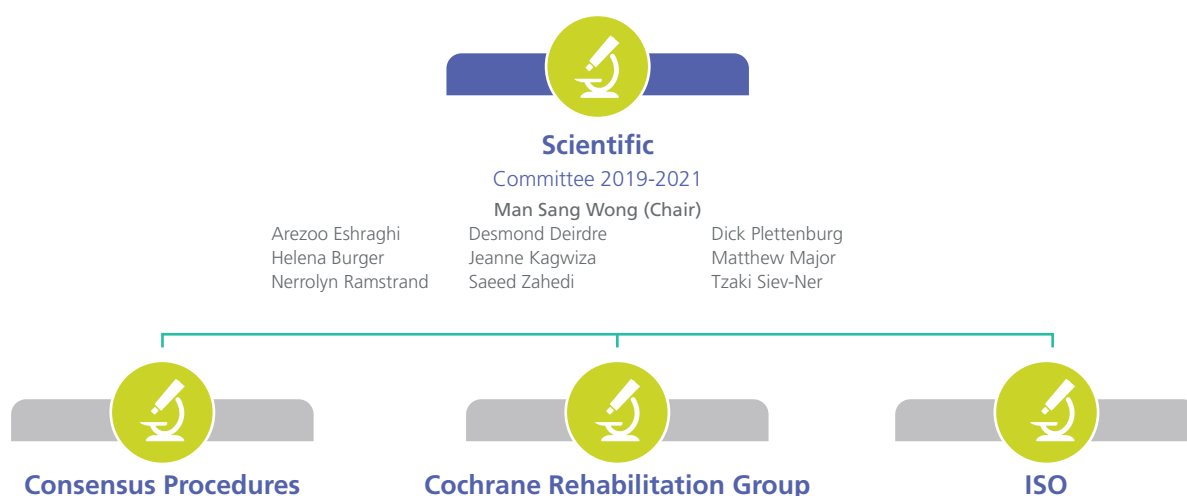 Scientific
Committee 2019-2021
Man Sang Wong (Chair)
Arezoo Eshraghi Desmond Deirdre Dick Plettenburg
Helena Burger Jeanne Kagwiza Matthew Major
Nerrolyn Ramstrand Saeed Zahedi Tzaki Siev-Ner
Consensus Procedures Cochrane Rehabilitation Group ISO